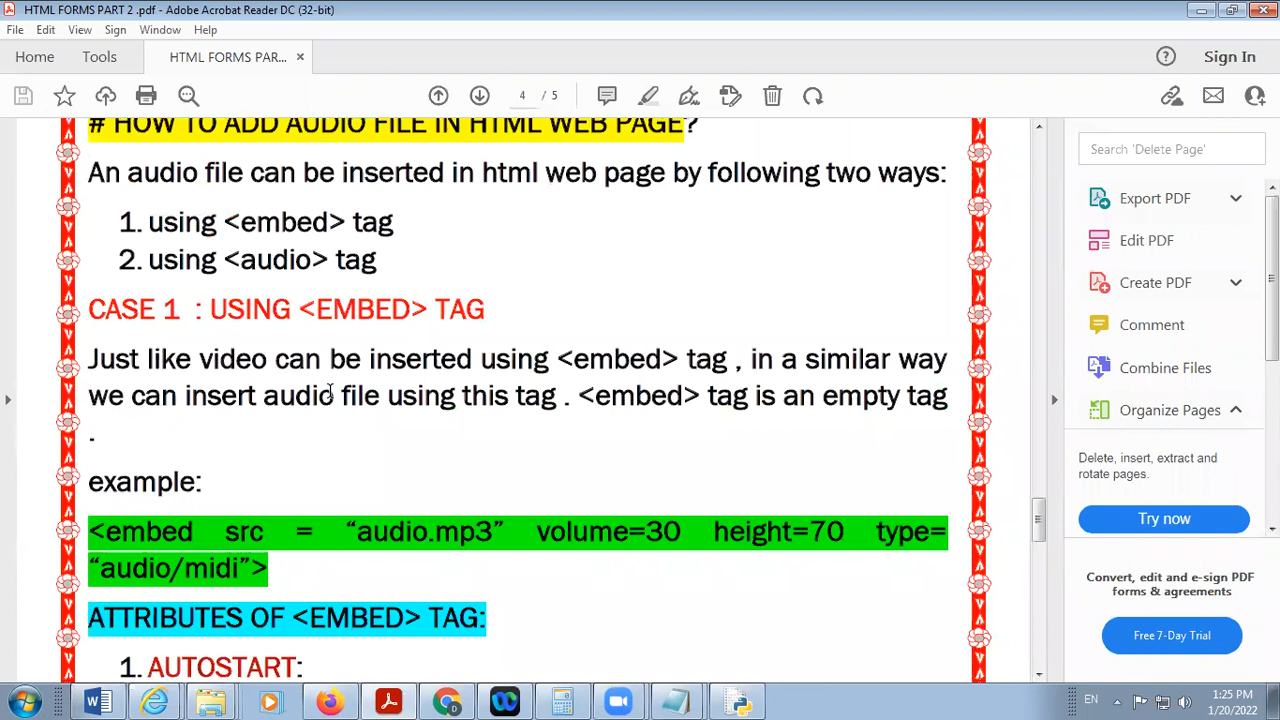 HTML FORMS PART 2 .pdf - Adobe Acrobat Reader DC (32-bit)
File Edit View Sign Window Help
Home Tools HTML FORMS PAR... × Sign In
4 / 5
# HOW TO ADD AUDIO FILE IN HTML WEB PAGE?
An audio file can be inserted in html web page by following two ways:
1. using <embed> tag
2. using <audio> tag
CASE 1 : USING <EMBED> TAG
Just like video can be inserted using <embed> tag , in a similar way
we can insert audio file using this tag . <embed> tag is an empty tag
.
example:
<embed src = “audio.mp3” volume=30 height=70 type=
“audio/midi”>
ATTRIBUTES OF <EMBED> TAG:
1. AUTOSTART:
Search 'Delete Page'
Export PDF
Edit PDF
Create PDF
Comment
Combine Files
Organize Pages
Delete, insert, extract and
rotate pages.
Try now
Convert, edit and e-sign PDF
forms & agreements
Free 7-Day Trial
EN
1:25 PM
1/20/2022